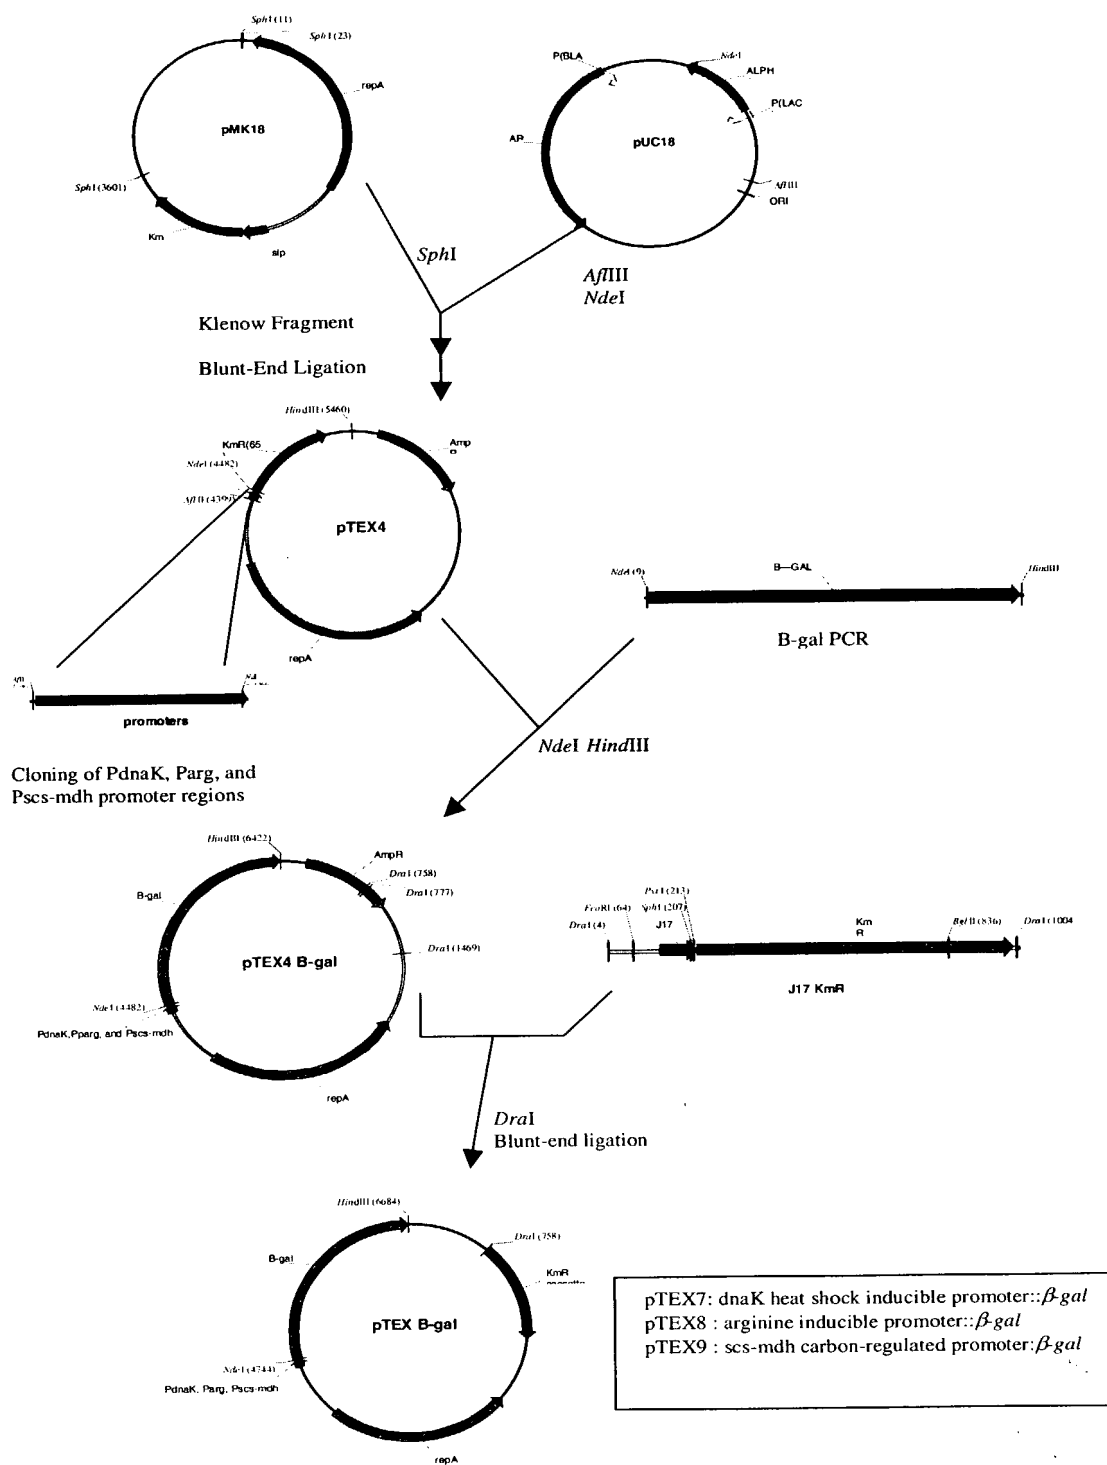 SphI (11)
SphI (23)
repA
pMK18
SphI (3601)
Km
slp
P(BLA
NdeI
ALPH
P(LAC
AP
pUC18
AflIII
ORI
SphI
AflIII
NdeI
Klenow Fragment
Blunt-End Ligation
HindIII (5460)
KmR(65
Amp
NdeI (4482)
pTEX4
repA
promoters
Cloning of PdnaK, Parg, and
Pscs-mdh promoter regions
NdeI (9)
B—GAL
HindIII
B-gal PCR
NdeI HindIII
HindIII (6422)
AmpR
DraI (758)
DraI (777)
B-gal
DraI (1469)
pTEX4 B-gal
NdeI (4482)
PdnaK,Pparg, and Pscs-mdh
repA
PstI (213)
EcoRI (64)
SphI (207)
DraI (4)
J17
Km
R
BglII (836)
DraI (1004
J17 KmR
DraI
Blunt-end ligation
HindIII (6684)
DraI (758)
B-gal
KmR
pTEX B-gal
NdeI (4744)
PdnaK, Parg, Pscs-mdh
repA
pTEX7: dnaK heat shock inducible promoter::β-gal
pTEX8 : arginine inducible promoter::β-gal
pTEX9 : scs-mdh carbon-regulated promoter:β-gal